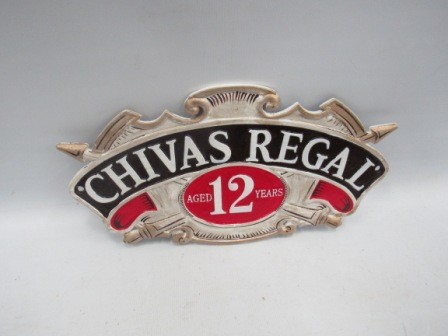 'CHIVAS REGAL'
AGED 12 YEARS